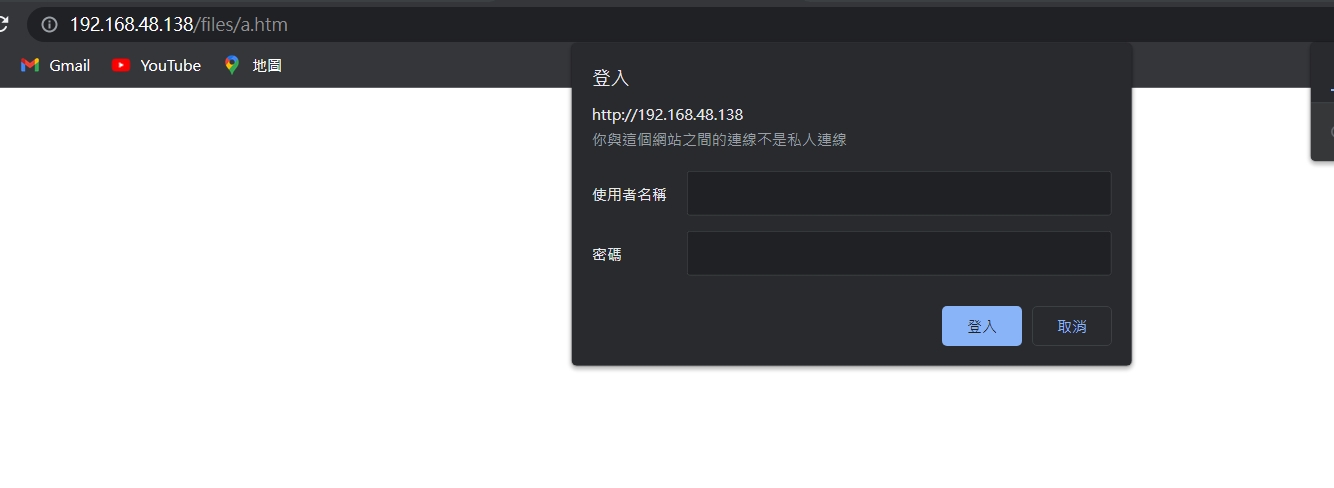 192.168.48.138/files/a.htm
Gmail YouTube 地圖
登入
http://192.168.48.138
你與這個網站之間的連線不是私人連線
使用者名稱
密碼
登入 取消